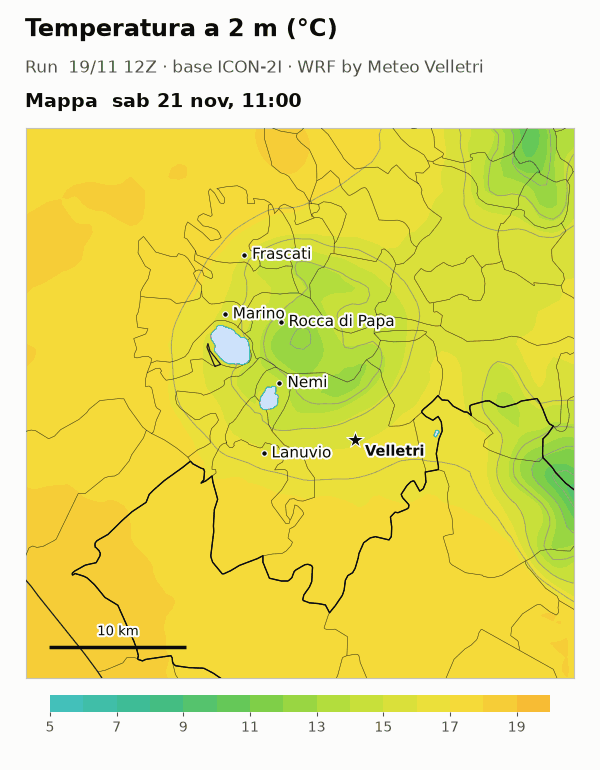 Temperatura a 2 m (°C)
Run  19/11 12Z · base ICON-2I · WRF by Meteo Velletri
Mappa  sab 21 nov, 11:00
Frascati
Marino
Rocca di Papa
Nemi
Velletri
Lanuvio
10 km
5 7 9 11 13 15 17 19